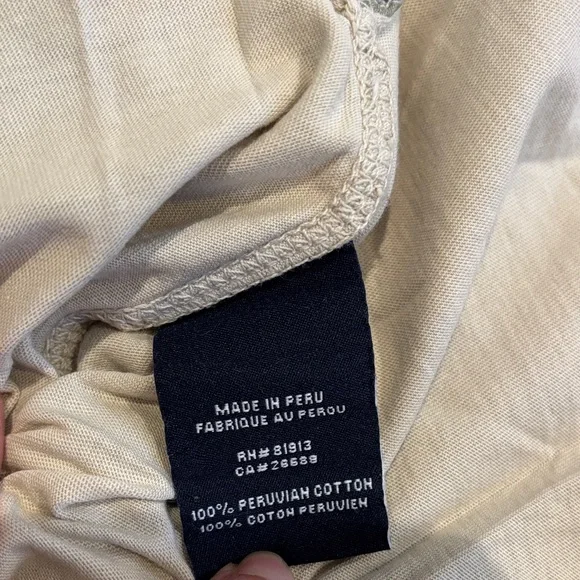 MADE IN PERU
FABRIQUE AU PEROU
RN# 81913
CA# 26689
100% PERUVIAN COTTON
100% COTON PERUVIEN